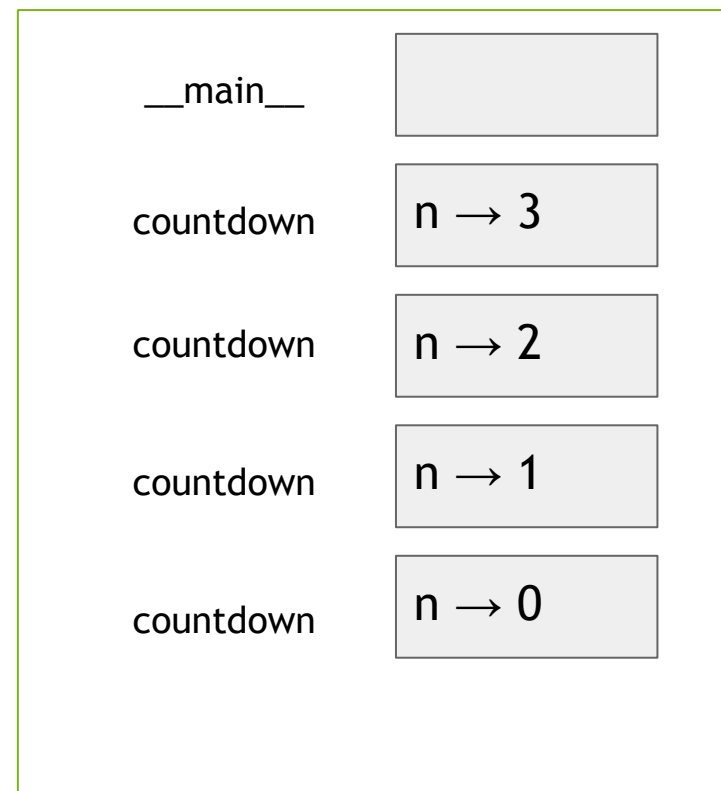 __main__
countdown n → 3
countdown n → 2
countdown n → 1
countdown n → 0